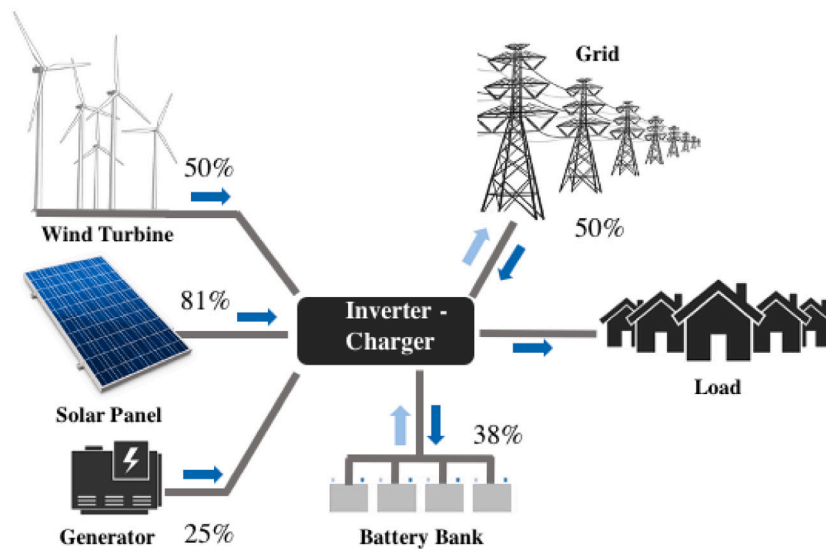 Grid
50%
50%
Wind Turbine
81%
Inverter -
Charger
Load
Solar Panel
38%
25%
Generator
Battery Bank